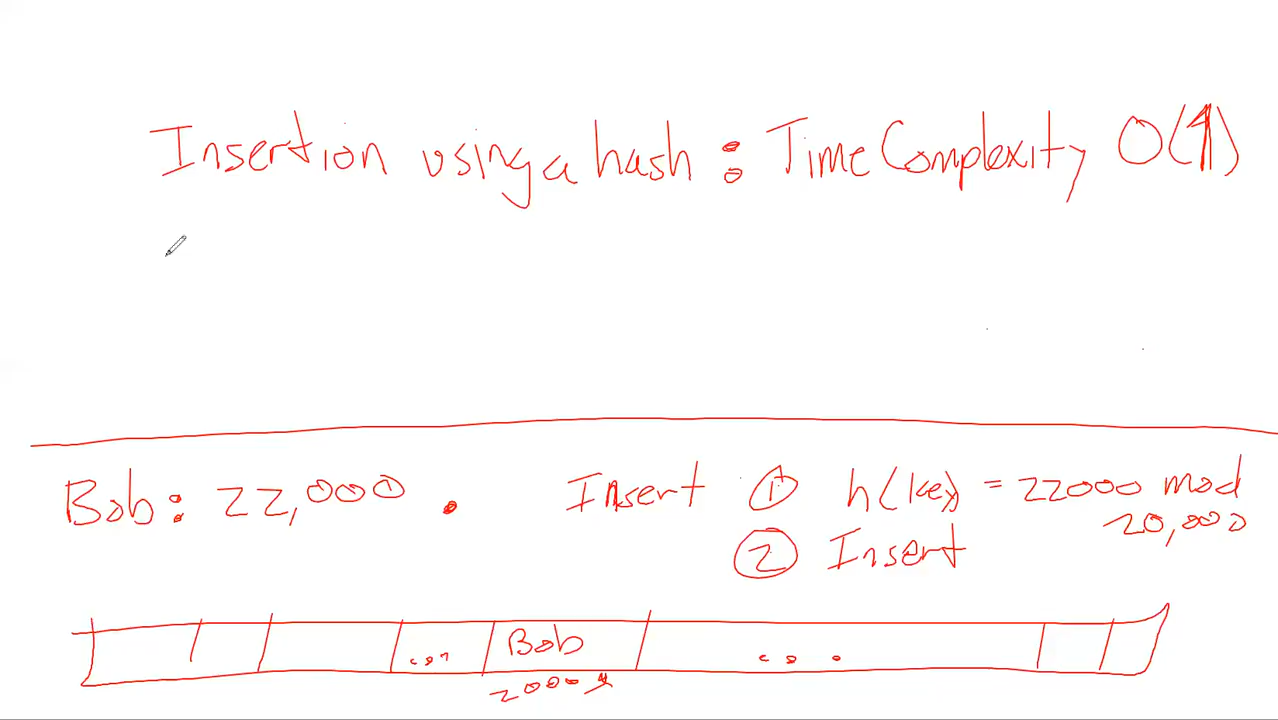 Insertion using a hash : Time Complexity O(1)
Bob: 22,000 .
Insert ① h(key) = 22000 mod
20,000
② Insert
... Bob ...
2000